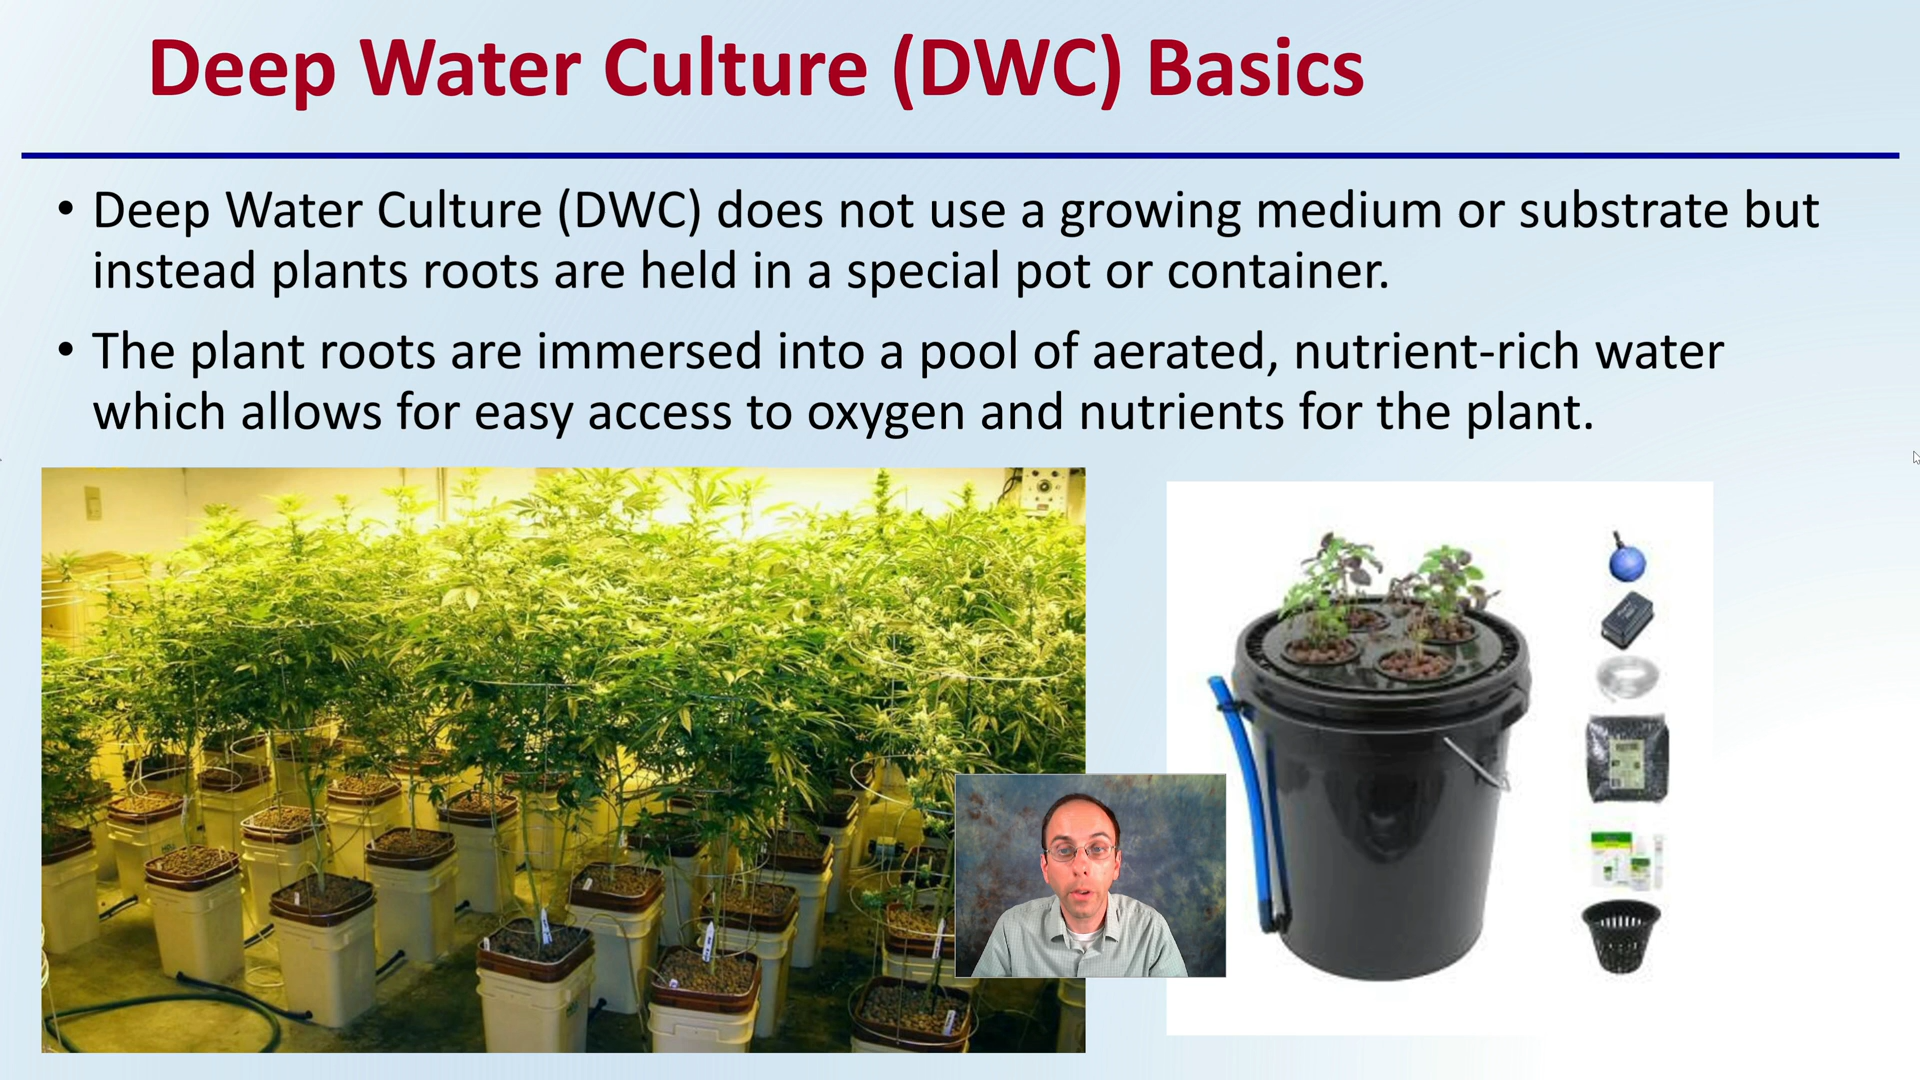 Deep Water Culture (DWC) Basics
• Deep Water Culture (DWC) does not use a growing medium or substrate but
instead plants roots are held in a special pot or container.
• The plant roots are immersed into a pool of aerated, nutrient-rich water
which allows for easy access to oxygen and nutrients for the plant.